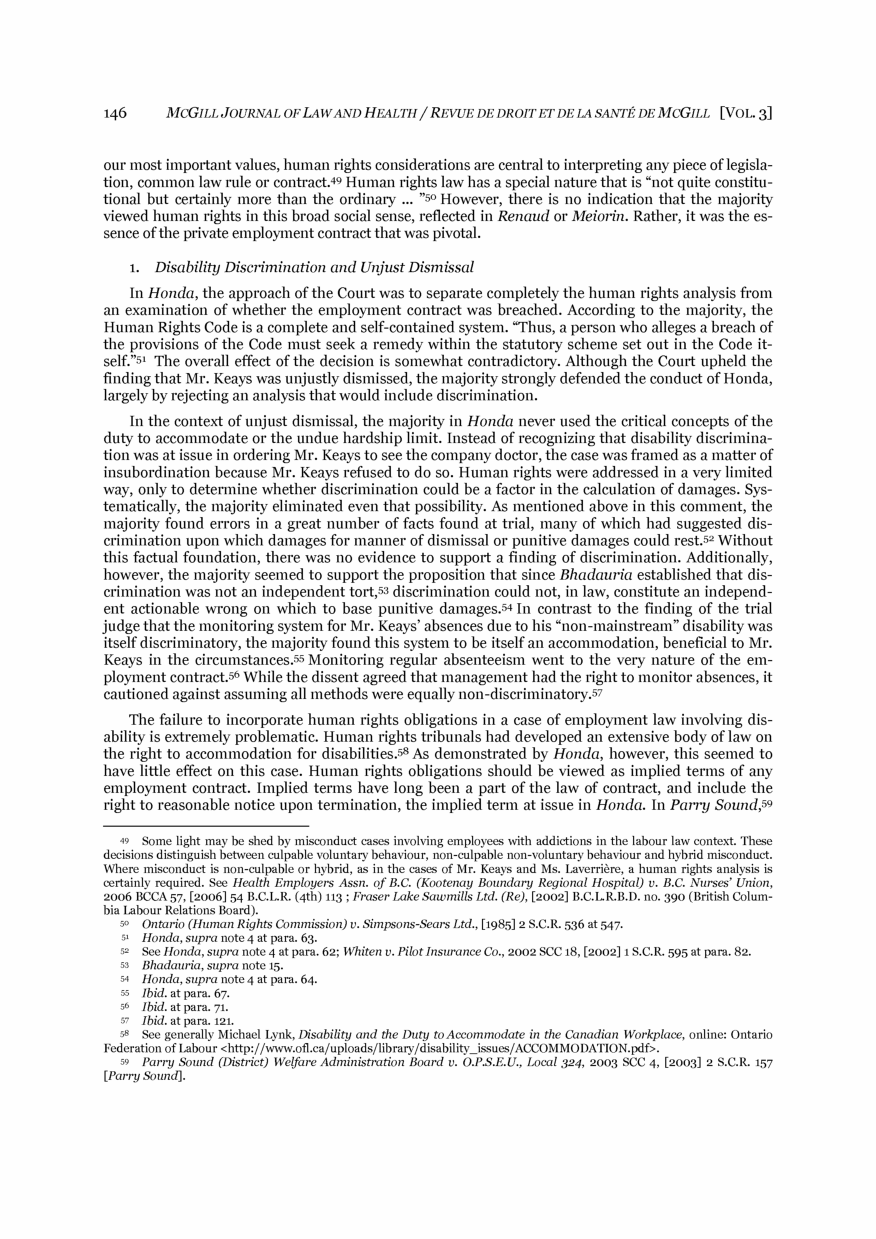 146 MCGILL JOURNAL OF LAW AND HEALTH / REVUE DE DROIT ET DE LA SANTÉ DE MCGILL [VOL. 3]
our most important values, human rights considerations are central to interpreting any piece of legisla-
tion, common law rule or contract.49 Human rights law has a special nature that is “not quite constitu-
tional but certainly more than the ordinary ... ”50 However, there is no indication that the majority
viewed human rights in this broad social sense, reflected in Renaud or Meiorin. Rather, it was the es-
sence of the private employment contract that was pivotal.
1. Disability Discrimination and Unjust Dismissal
In Honda, the approach of the Court was to separate completely the human rights analysis from
an examination of whether the employment contract was breached. According to the majority, the
Human Rights Code is a complete and self-contained system. “Thus, a person who alleges a breach of
the provisions of the Code must seek a remedy within the statutory scheme set out in the Code it-
self.”51 The overall effect of the decision is somewhat contradictory. Although the Court upheld the
finding that Mr. Keays was unjustly dismissed, the majority strongly defended the conduct of Honda,
largely by rejecting an analysis that would include discrimination.
In the context of unjust dismissal, the majority in Honda never used the critical concepts of the
duty to accommodate or the undue hardship limit. Instead of recognizing that disability discrimina-
tion was at issue in ordering Mr. Keays to see the company doctor, the case was framed as a matter of
insubordination because Mr. Keays refused to do so. Human rights were addressed in a very limited
way, only to determine whether discrimination could be a factor in the calculation of damages. Sys-
tematically, the majority eliminated even that possibility. As mentioned above in this comment, the
majority found errors in a great number of facts found at trial, many of which had suggested dis-
crimination upon which damages for manner of dismissal or punitive damages could rest.52 Without
this factual foundation, there was no evidence to support a finding of discrimination. Additionally,
however, the majority seemed to support the proposition that since Bhadauria established that dis-
crimination was not an independent tort,53 discrimination could not, in law, constitute an independ-
ent actionable wrong on which to base punitive damages.54 In contrast to the finding of the trial
judge that the monitoring system for Mr. Keays’ absences due to his “non-mainstream” disability was
itself discriminatory, the majority found this system to be itself an accommodation, beneficial to Mr.
Keays in the circumstances.55 Monitoring regular absenteeism went to the very nature of the em-
ployment contract.56 While the dissent agreed that management had the right to monitor absences, it
cautioned against assuming all methods were equally non-discriminatory.57
The failure to incorporate human rights obligations in a case of employment law involving dis-
ability is extremely problematic. Human rights tribunals had developed an extensive body of law on
the right to accommodation for disabilities.58 As demonstrated by Honda, however, this seemed to
have little effect on this case. Human rights obligations should be viewed as implied terms of any
employment contract. Implied terms have long been a part of the law of contract, and include the
right to reasonable notice upon termination, the implied term at issue in Honda. In Parry Sound,59
49 Some light may be shed by misconduct cases involving employees with addictions in the labour law context. These
decisions distinguish between culpable voluntary behaviour, non-culpable non-voluntary behaviour and hybrid misconduct.
Where misconduct is non-culpable or hybrid, as in the cases of Mr. Keays and Ms. Laverrière, a human rights analysis is
certainly required. See Health Employers Assn. of B.C. (Kootenay Boundary Regional Hospital) v. B.C. Nurses’ Union,
2006 BCCA 57, [2006] 54 B.C.L.R. (4th) 113 ; Fraser Lake Sawmills Ltd. (Re), [2002] B.C.L.R.B.D. no. 390 (British Colum-
bia Labour Relations Board).
50 Ontario (Human Rights Commission) v. Simpsons-Sears Ltd., [1985] 2 S.C.R. 536 at 547.
51 Honda, supra note 4 at para. 63.
52 See Honda, supra note 4 at para. 62; Whiten v. Pilot Insurance Co., 2002 SCC 18, [2002] 1 S.C.R. 595 at para. 82.
53 Bhadauria, supra note 15.
54 Honda, supra note 4 at para. 64.
55 Ibid. at para. 67.
56 Ibid. at para. 71.
57 Ibid. at para. 121.
58 See generally Michael Lynk, Disability and the Duty to Accommodate in the Canadian Workplace, online: Ontario
Federation of Labour <http://www.ofl.ca/uploads/library/disability_issues/ACCOMMODATION.pdf>.
59 Parry Sound (District) Welfare Administration Board v. O.P.S.E.U., Local 324, 2003 SCC 4, [2003] 2 S.C.R. 157
[Parry Sound].